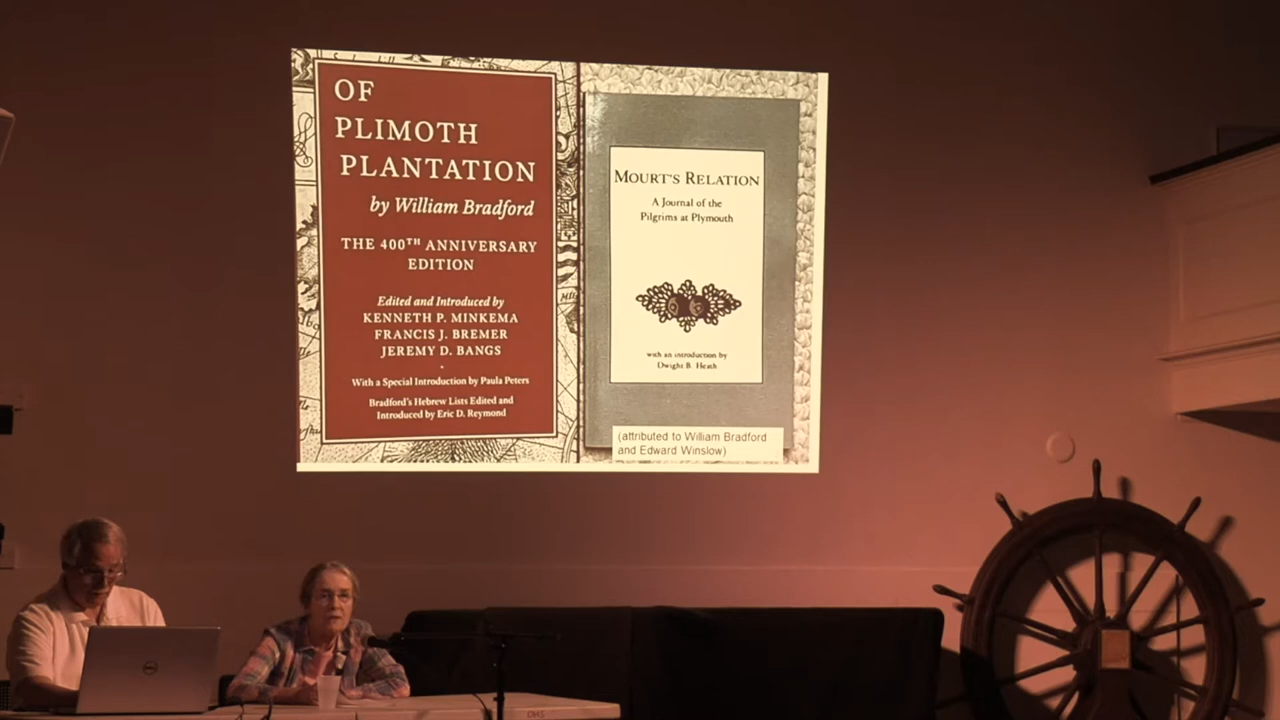 OF
PLIMOTH
PLANTATION
by William Bradford
THE 400TH ANNIVERSARY
EDITION
Edited and Introduced by
KENNETH P. MINKEMA
FRANCIS J. BREMER
JEREMY D. BANGS
With a Special Introduction by Paula Peters
Bradford's Hebrew Lists Edited and
Introduced by Eric D. Reymond
MOURT'S RELATION
A Journal of the
Pilgrims at Plymouth
with an introduction by
Dwight B. Heath
(attributed to William Bradford
and Edward Winslow)
DELL